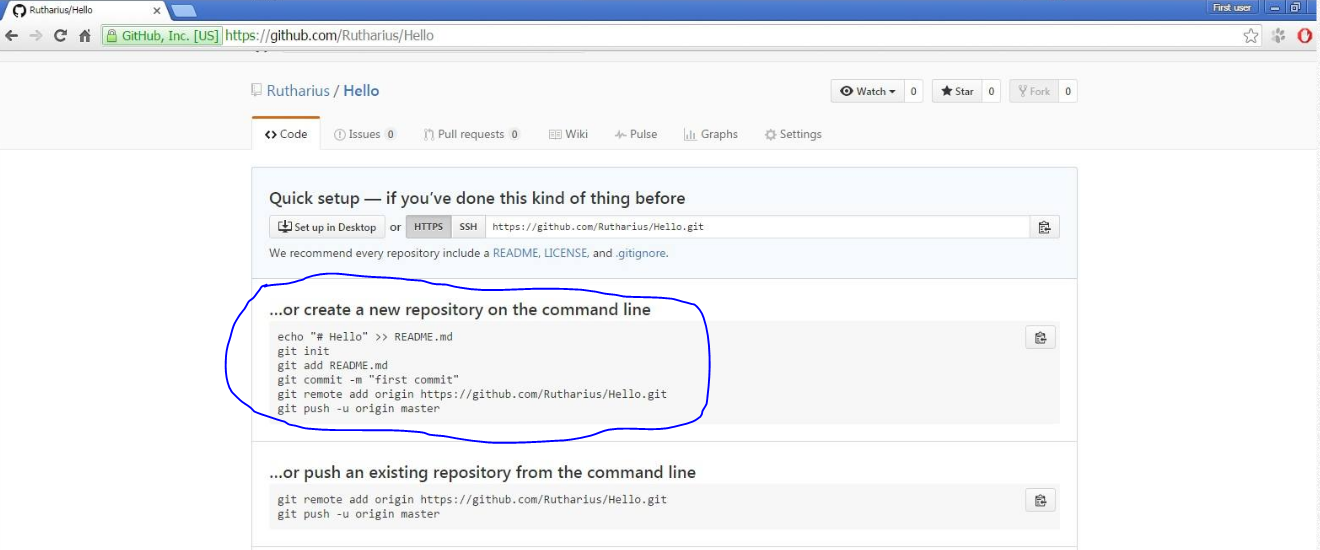 Rutharius/Hello
First user
GitHub, Inc. [US] https://github.com/Rutharius/Hello
Rutharius / Hello
Watch 0 Star 0 Fork 0
Code Issues 0 Pull requests 0 Wiki Pulse Graphs Settings
Quick setup — if you’ve done this kind of thing before
Set up in Desktop or HTTPS SSH https://github.com/Rutharius/Hello.git
We recommend every repository include a README, LICENSE, and .gitignore.
…or create a new repository on the command line
echo "# Hello" >> README.md
git init
git add README.md
git commit -m "first commit"
git remote add origin https://github.com/Rutharius/Hello.git
git push -u origin master
…or push an existing repository from the command line
git remote add origin https://github.com/Rutharius/Hello.git
git push -u origin master